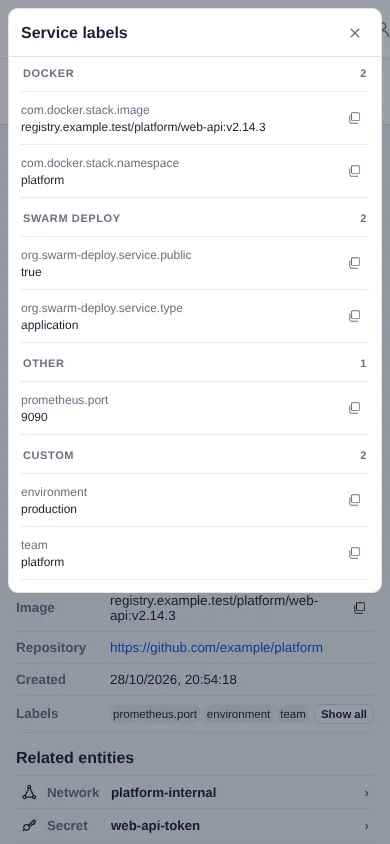 Service labels
DOCKER 2
com.docker.stack.image
registry.example.test/platform/web-api:v2.14.3
com.docker.stack.namespace
platform
SWARM DEPLOY 2
org.swarm-deploy.service.public
true
org.swarm-deploy.service.type
application
OTHER 1
prometheus.port
9090
CUSTOM 2
environment
production
team
platform
Image registry.example.test/platform/web-
api:v2.14.3
Repository https://github.com/example/platform
Created 28/10/2026, 20:54:18
Labels prometheus.port environment team Show all
Related entities
Network platform-internal
Secret web-api-token